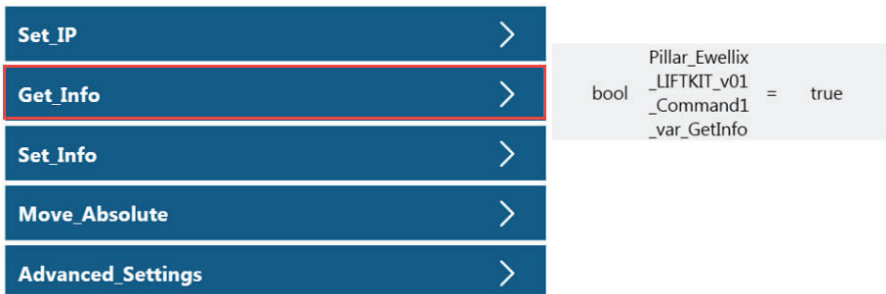 Set_IP
Get_Info
Set_Info
Move_Absolute
Advanced_Settings
Pillar_Ewellix
_LIFTKIT_v01
bool = true
_Command1
_var_GetInfo